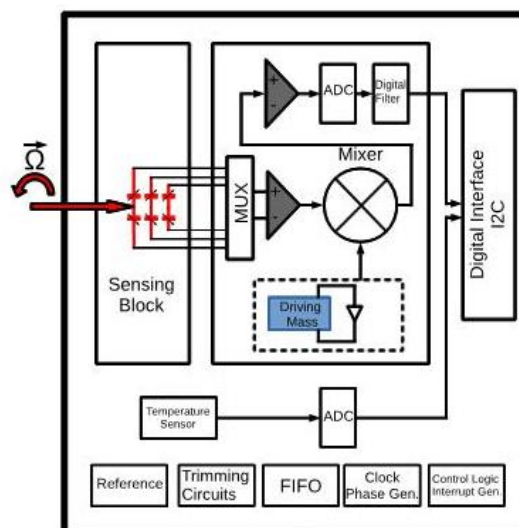 ADC
Digital
Filter
Mixer
Ω
MUX
Digital Interface
I2C
Sensing
Block
Driving
Mass
Temperature
Sensor
ADC
Reference
Trimming
Circuits
FIFO
Clock
Phase Gen.
Control Logic
Interrupt Gen.
+
-
+
-